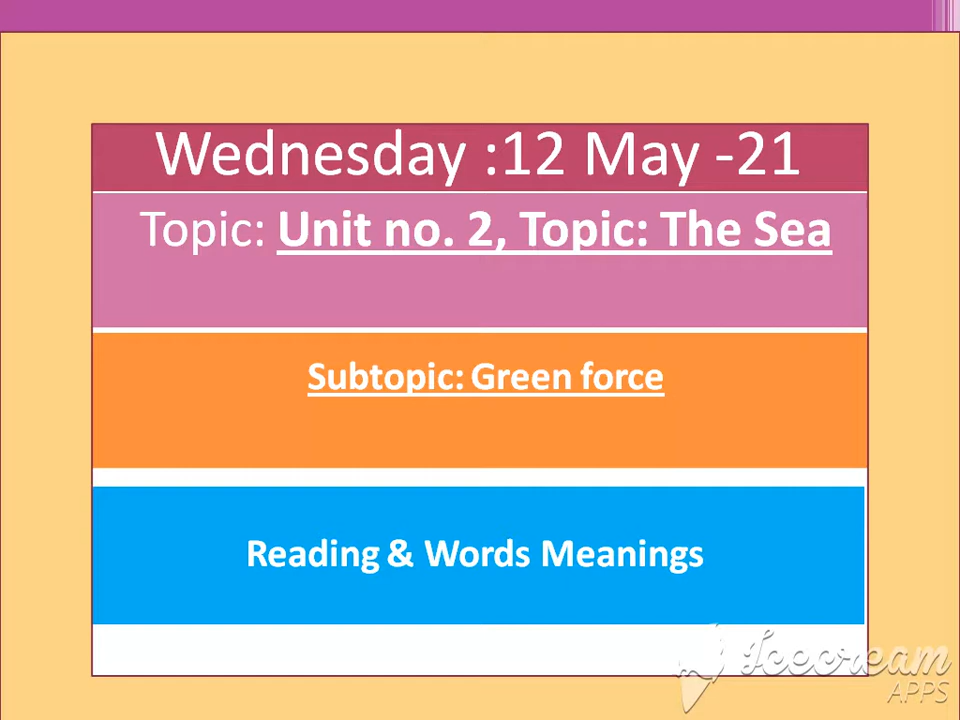 Wednesday :12 May -21
Topic: Unit no. 2, Topic: The Sea
Subtopic: Green force
Reading & Words Meanings
Icecream
APPS